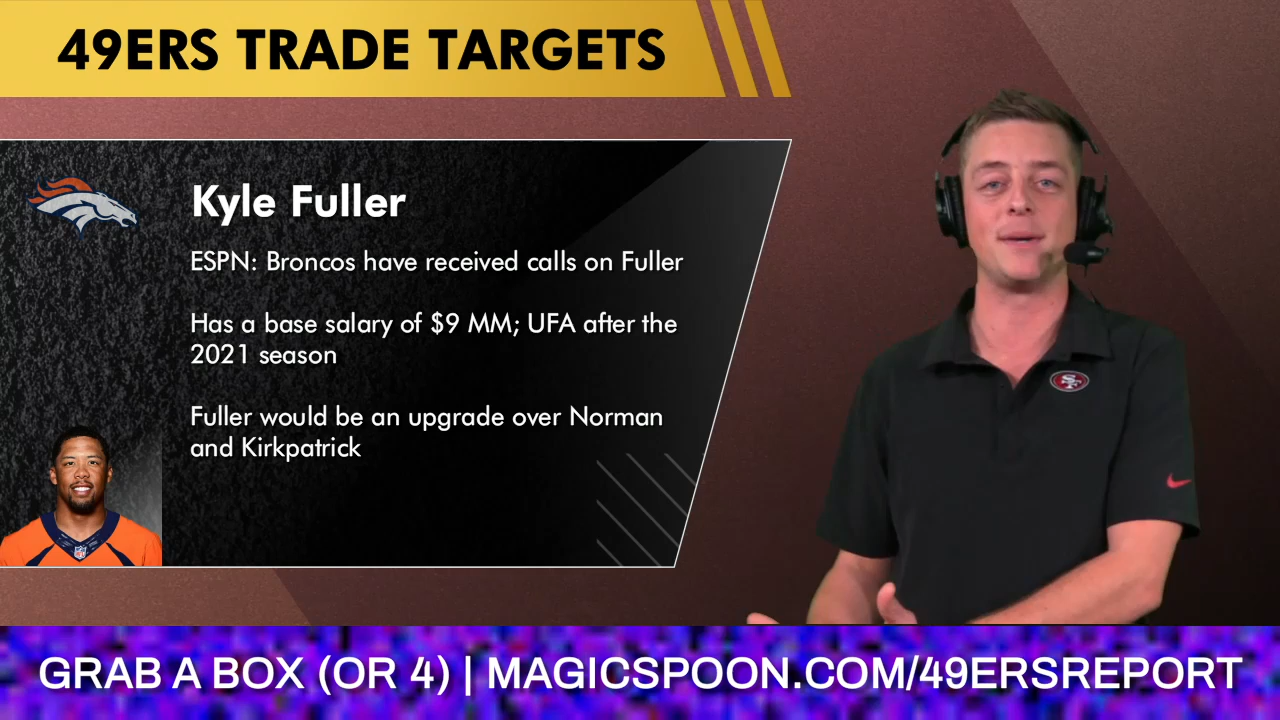 49ERS TRADE TARGETS
Kyle Fuller
ESPN: Broncos have received calls on Fuller
Has a base salary of $9 MM; UFA after the
2021 season
Fuller would be an upgrade over Norman
and Kirkpatrick
GRAB A BOX (OR 4) | MAGICSPOON.COM/49ERSREPORT